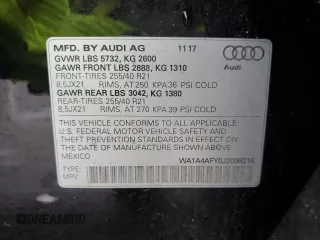 MFD. BY AUDI AG 11 17
GVWR LBS 5732, KG 2600
GAWR FRONT LBS 2888, KG 1310
FRONT-TIRES 255/40 R21
8,5JX21 RIMS, AT 250 KPA 36 PSI COLD
GAWR REAR LBS 3042, KG 1380
REAR-TIRES 255/40 R21
8,5JX21 RIMS, AT 270 KPA 39 PSI COLD
Audi
THIS VEHICLE CONFORMS TO ALL APPLICABLE
U.S. FEDERAL MOTOR VEHICLE SAFETY
STANDARDS IN EFFECT ON THE DATE OF
MANUFACTURE SHOWN ABOVE.
MEXICO
WA1A4AFY0J2098216
TYPE:
MPV
© IDRIVEAMID